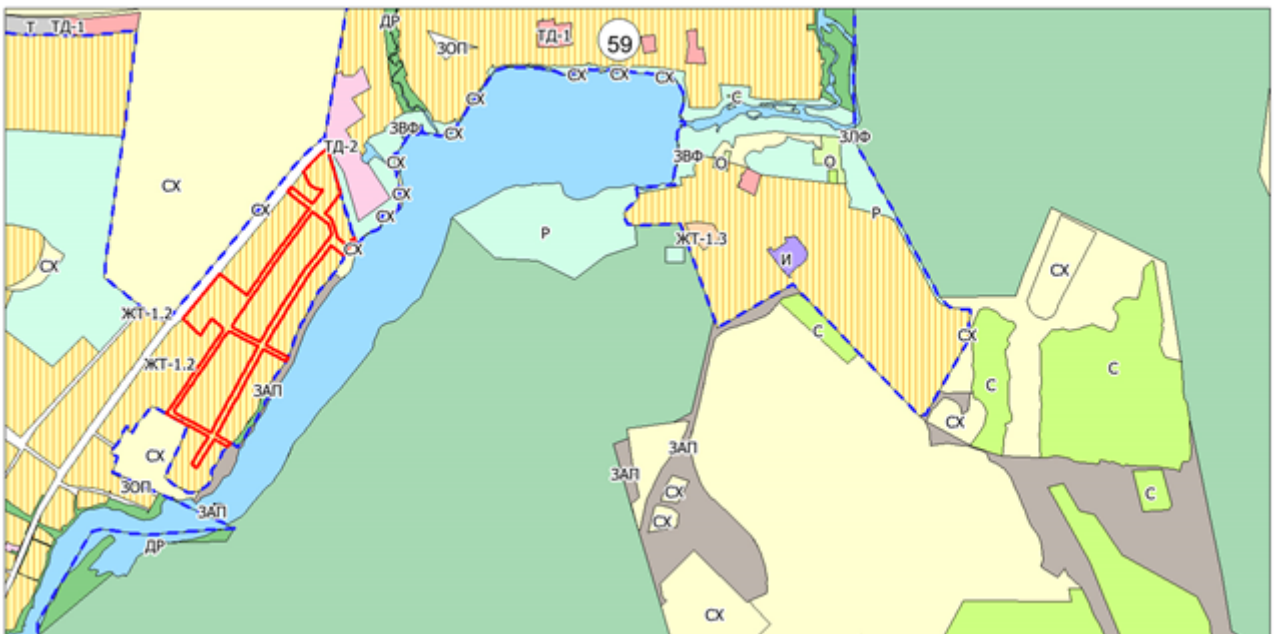 Т ТД-1
ДР
ЗОП
ТД-1
59
СХ СХ СХ
СХ
С
ЗВФ
СХ
ЗЛФ
ТД-2
СХ
ЗВФ
О
О
СХ
СХ
СХ
СХ
Р
Р
СХ
ЖТ-1.3
СХ
И
СХ
ЖТ-1.2
С
СХ
ЖТ-1.2
С
С
ЗАП
СХ
СХ
ЗАП
ЗАП
ЗОП
СХ
С
ЗАП
СХ
ДР
СХ